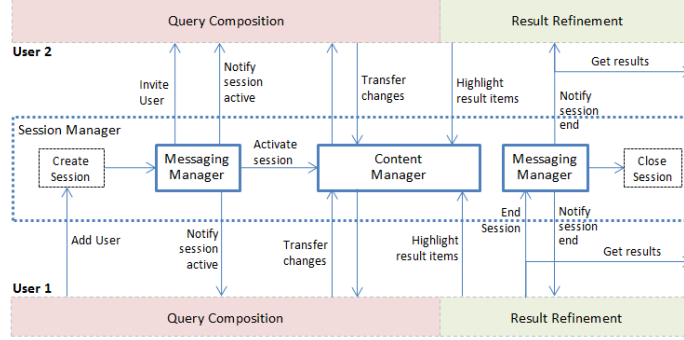 Query Composition
Result Refinement
User 2
Invite
User
Notify
session
active
Transfer
changes
Highlight
result items
Get results
Notify
session
end
Session Manager
Create
Session
Messaging
Manager
Activate
session
Content
Manager
Messaging
Manager
Close
Session
Add User
Notify
session
active
Transfer
changes
Highlight
result items
End
Session
Notify
session
end
Get results
User 1
Query Composition
Result Refinement